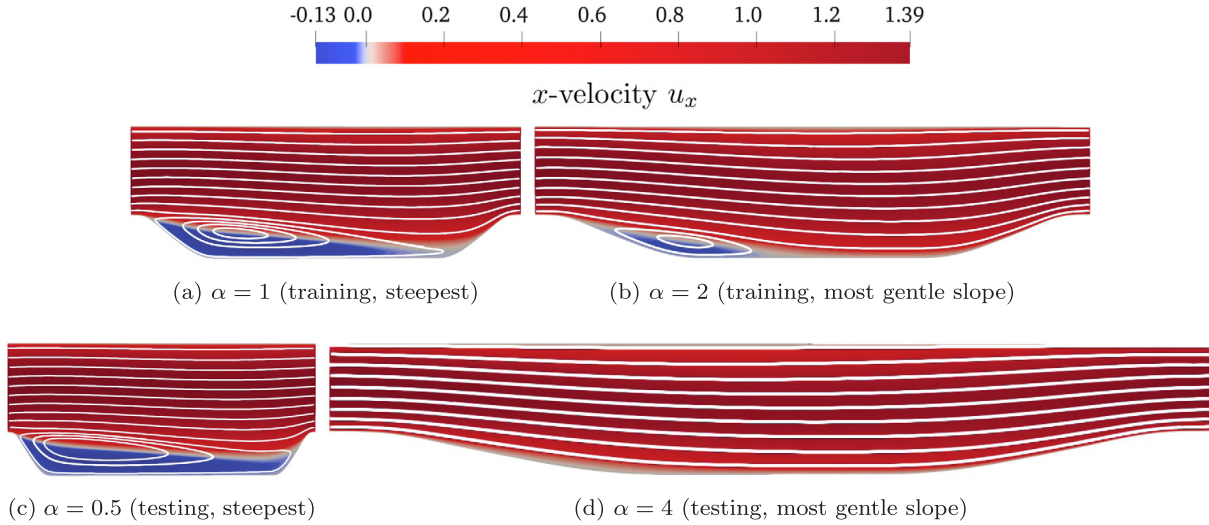 -0.13 0.0 0.2 0.4 0.6 0.8 1.0 1.2 1.39
x-velocity uₓ
(a) α = 1 (training, steepest) (b) α = 2 (training, most gentle slope)
(c) α = 0.5 (testing, steepest) (d) α = 4 (testing, most gentle slope)